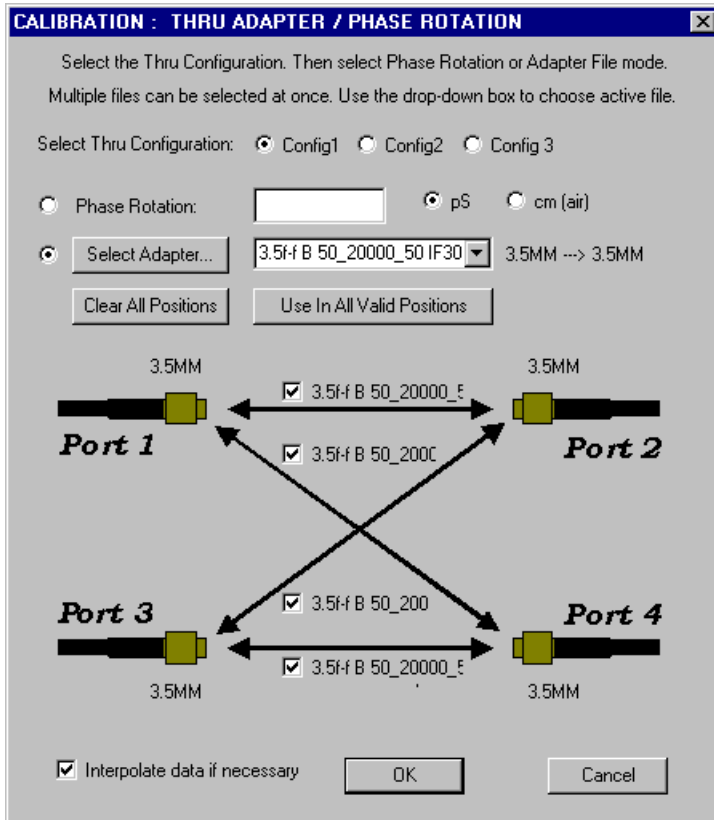 CALIBRATION : THRU ADAPTER / PHASE ROTATION
Select the Thru Configuration. Then select Phase Rotation or Adapter File mode.
Multiple files can be selected at once. Use the drop-down box to choose active file.
Select Thru Configuration: Config1 Config2 Config 3
Phase Rotation: pS cm (air)
Select Adapter... 3.5f-f B 50_20000_50 IF30 3.5MM ---> 3.5MM
Clear All Positions Use In All Valid Positions
3.5MM 3.5MM
3.5f-f B 50_20000_5
Port 1 Port 2
3.5f-f B 50_2000
3.5f-f B 50_200
Port 3 Port 4
3.5f-f B 50_20000_5
3.5MM 3.5MM
Interpolate data if necessary OK Cancel